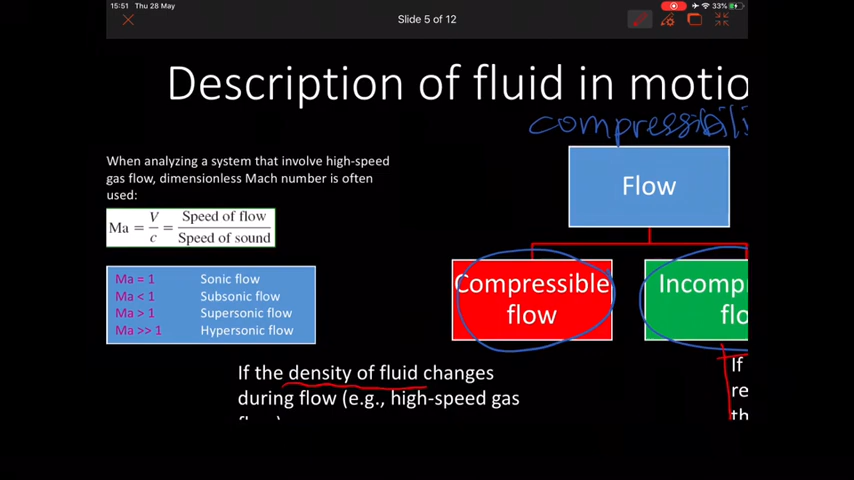 15:51 Thu 28 May
Slide 5 of 12
33%
Description of fluid in motio
compressibili
When analyzing a system that involve high-speed
gas flow, dimensionless Mach number is often
used:
Ma = V/c = Speed of flow/Speed of sound
Ma = 1 Sonic flow
Ma < 1 Subsonic flow
Ma > 1 Supersonic flow
Ma >> 1 Hypersonic flow
Flow
Compressible
flow
Incomp
flo
If the density of fluid changes
during flow (e.g., high-speed gas
If
re
th